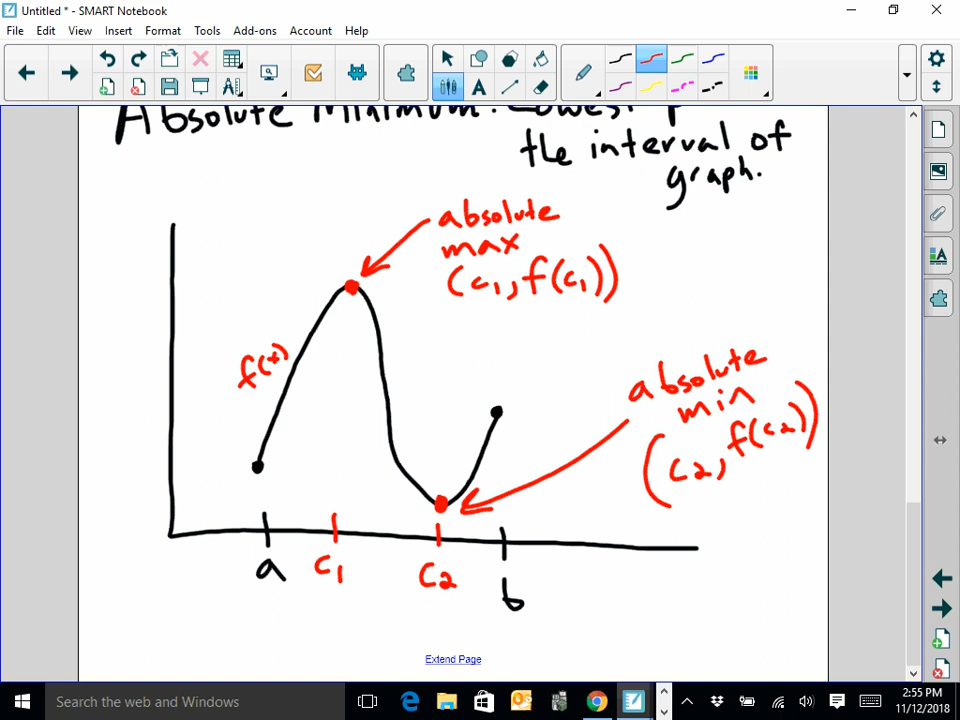 Untitled * - SMART Notebook
File Edit View Insert Format Tools Add-ons Account Help
Absolute Minimum: Lowest
the interval of
graph.
absolute
max
(c1, f(c1))
f(x)
absolute
min
(c2, f(c2))
a c1 c2 b
Extend Page
Search the web and Windows
2:55 PM
11/12/2018